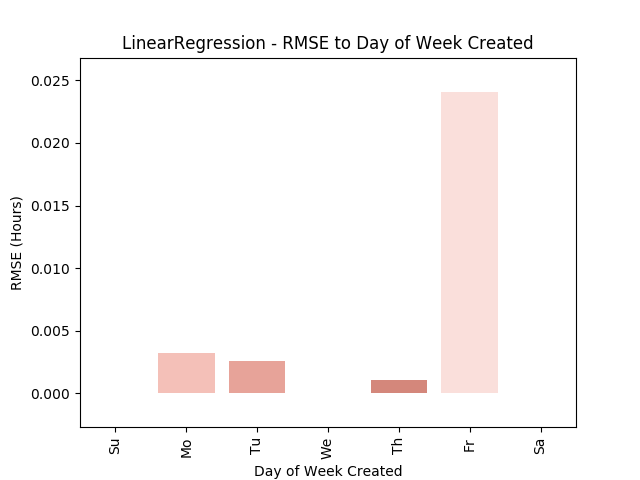 LinearRegression - RMSE to Day of Week Created
0.025
0.020
0.015
0.010
0.005
0.000
RMSE (Hours)
Su Mo Tu We Th Fr Sa
Day of Week Created